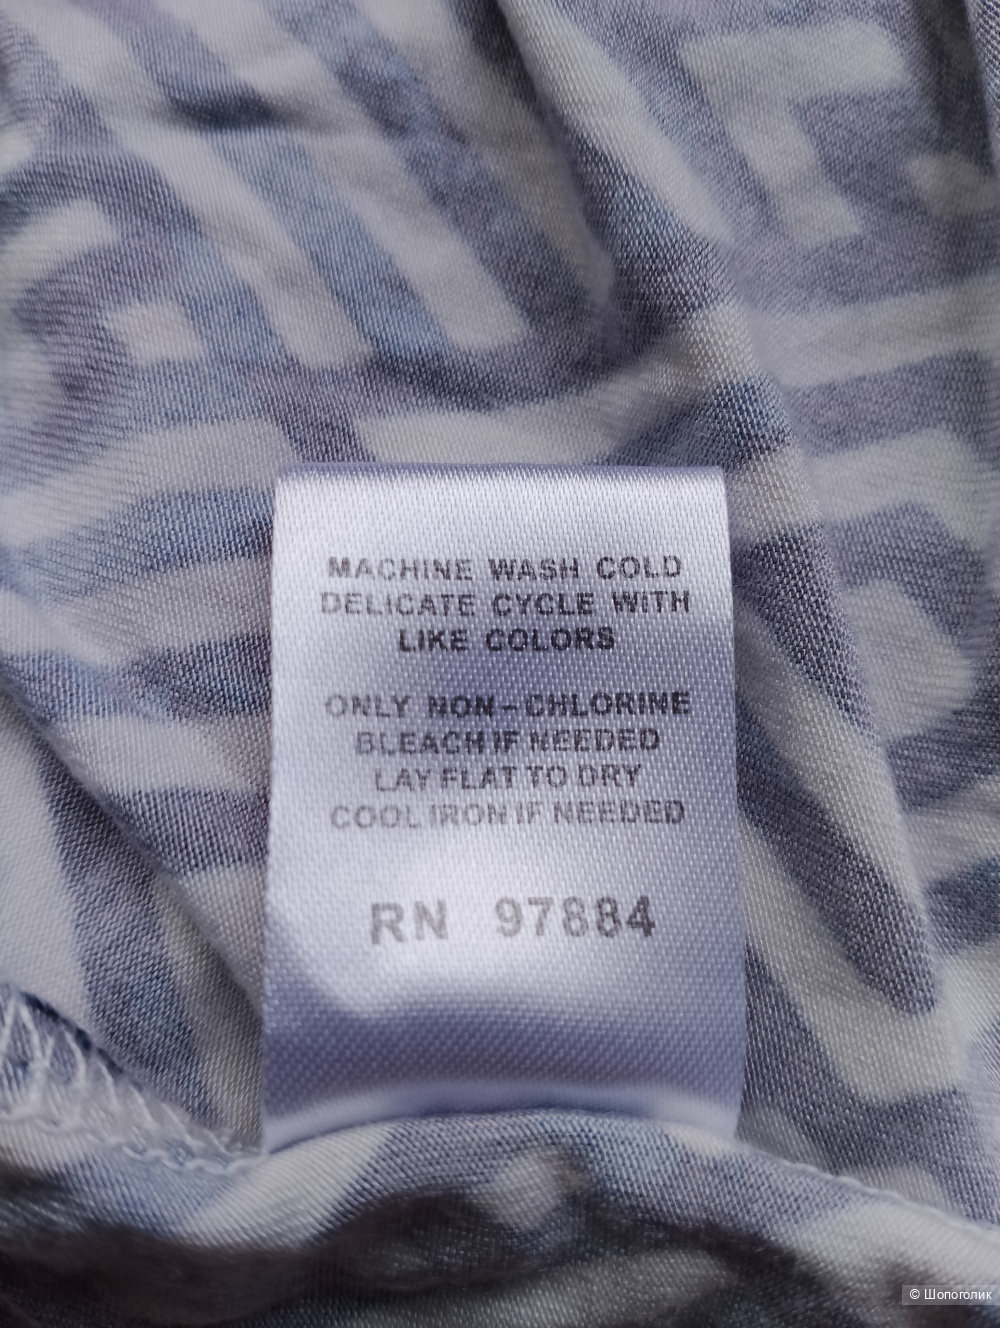 MACHINE WASH COLD
DELICATE CYCLE WITH
LIKE COLORS
ONLY NON-CHLORINE
BLEACH IF NEEDED
LAY FLAT TO DRY
COOL IRON IF NEEDED
RN 97884
© Шопоголик